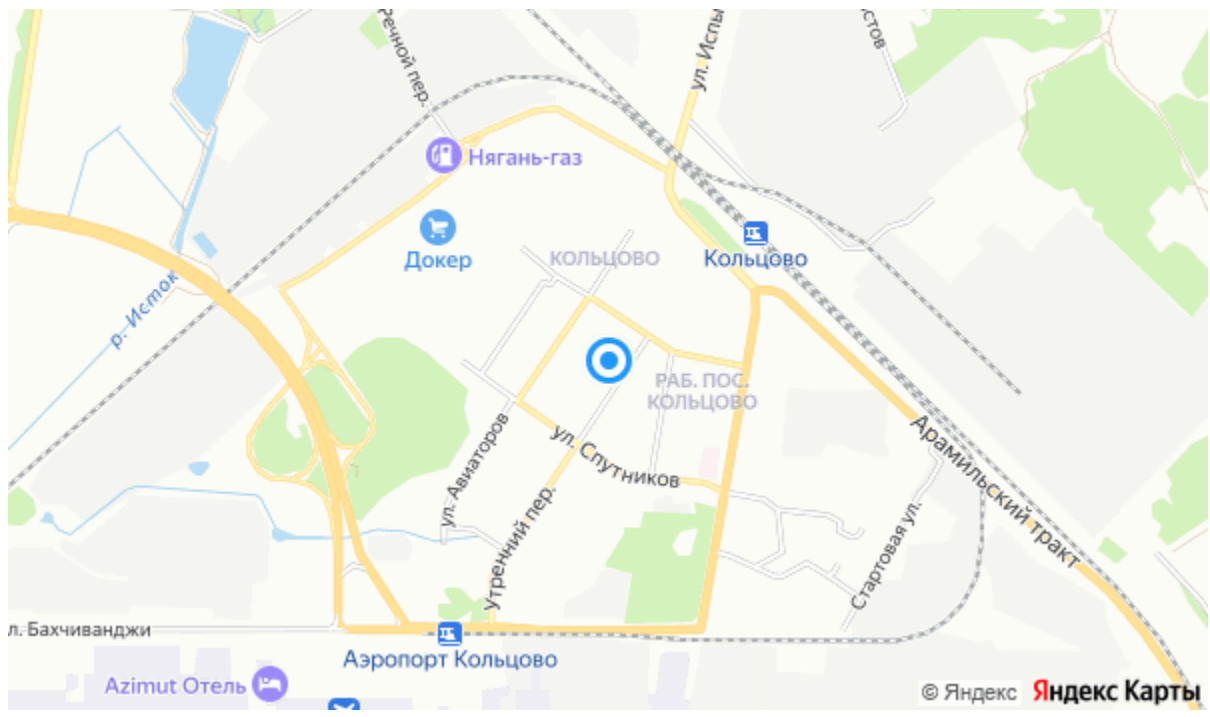 Речной пер.
ул. Испы
стов
Нягань-газ
Докер
КОЛЬЦОВО
Кольцово
р. Исток
РАБ. ПОС.
КОЛЬЦОВО
ул. Авиаторов
ул. Спутников
Арамильский тракт
Утренний пер.
Стартовая ул.
л. Бахчиванджи
Аэропорт Кольцово
Azimut Отель
© Яндекс Яндекс Карты